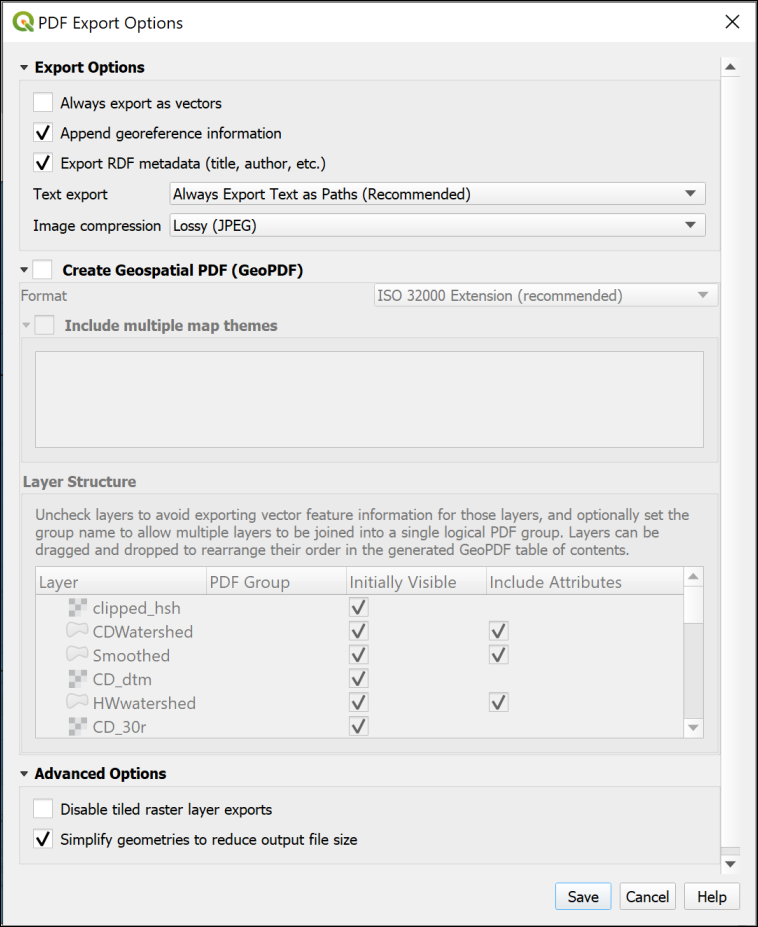 PDF Export Options
Export Options
Always export as vectors
Append georeference information
Export RDF metadata (title, author, etc.)
Text export Always Export Text as Paths (Recommended)
Image compression Lossy (JPEG)
Create Geospatial PDF (GeoPDF)
Format ISO 32000 Extension (recommended)
Include multiple map themes
Layer Structure
Uncheck layers to avoid exporting vector feature information for those layers, and optionally set the
group name to allow multiple layers to be joined into a single logical PDF group. Layers can be
dragged and dropped to rearrange their order in the generated GeoPDF table of contents.
Layer PDF Group Initially Visible Include Attributes
clipped_hsh
CDWatershed
Smoothed
CD_dtm
HWwatershed
CD_30r
Advanced Options
Disable tiled raster layer exports
Simplify geometries to reduce output file size
Save Cancel Help